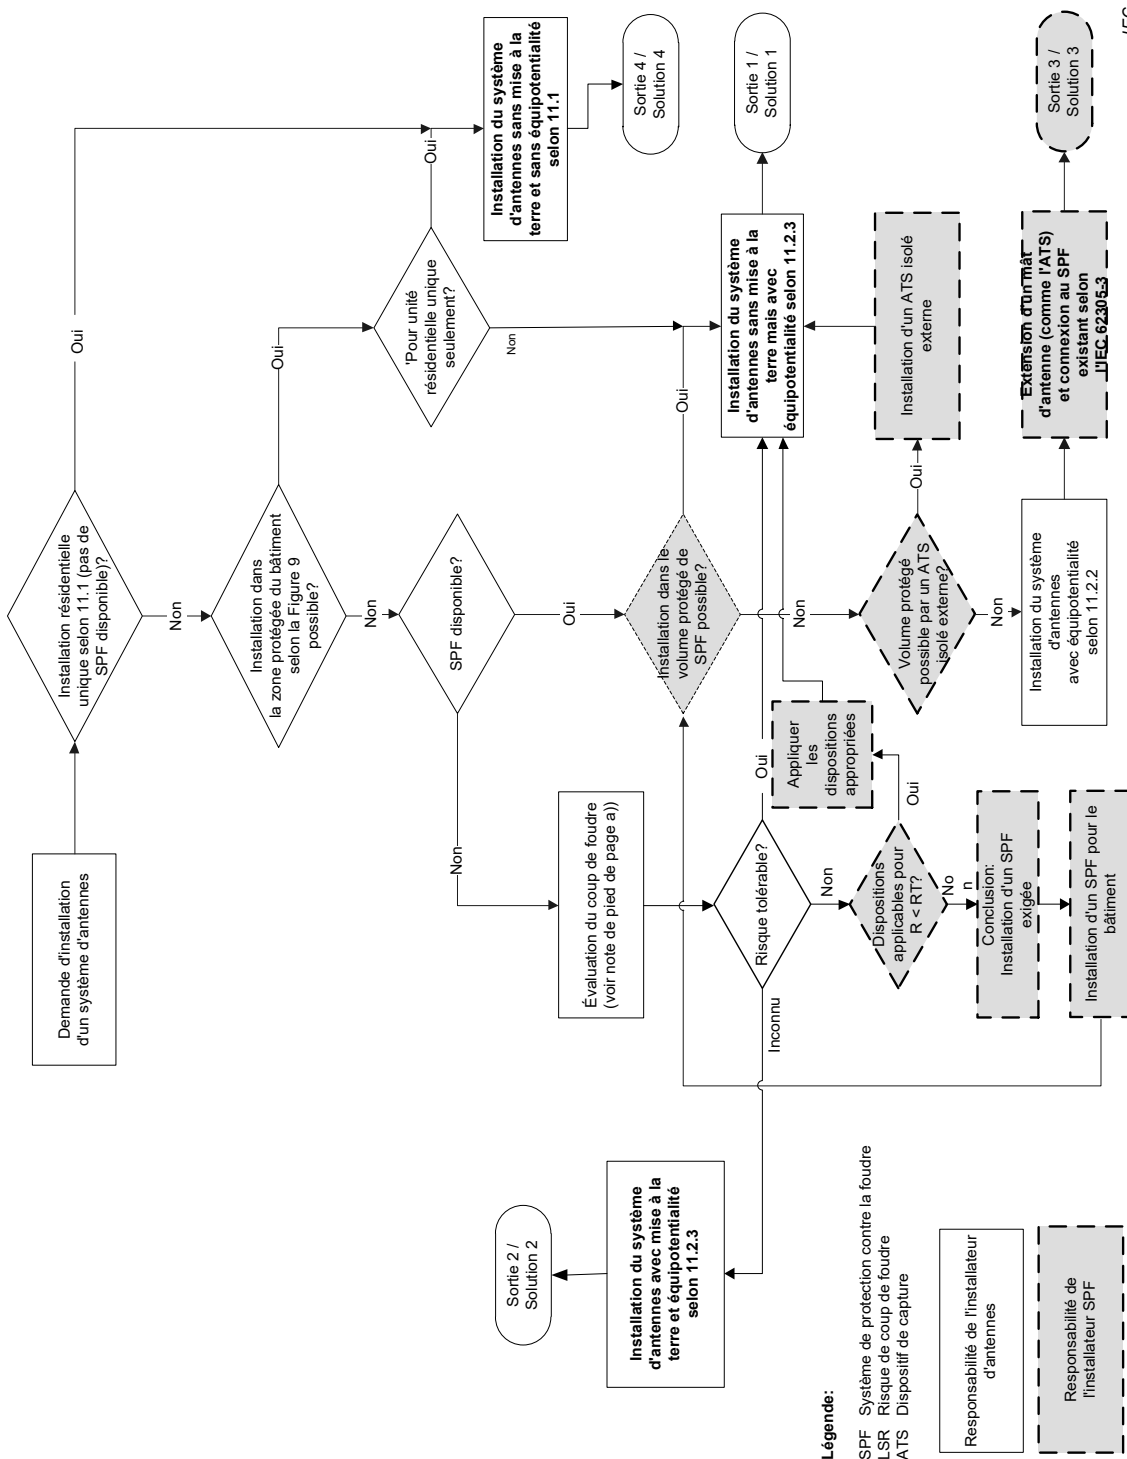 Demande d'installation
d'un système d'antennes
Installation résidentielle
unique selon 11.1 (pas de
SPF disponible)?
Oui
Non
Installation dans
la zone protégée du bâtiment
selon la Figure 9
possible?
Oui
Non
'Pour unité
résidentielle unique
seulement?
Oui
Non
Installation du système
d'antennes sans mise à la
terre et sans équipotentialité
selon 11.1
Sortie 4 /
Solution 4
SPF disponible?
Non
Oui
Évaluation du coup de foudre
(voir note de pied de page a))
Installation dans le
volume protégé de
SPF possible?
Oui
Non
Risque tolérable?
Inconnu
Oui
Non
Installation du système
d'antennes sans mise à la
terre mais avec
équipotentialité selon 11.2.3
Sortie 1 /
Solution 1
Appliquer
les
dispositions
appropriées
Dispositions
applicables pour
R < RT?
Oui
No
n
Volume protégé
possible par un ATS
isolé externe?
Oui
Non
Installation d'un ATS isolé
externe
Conclusion:
Installation d'un SPF
exigée
Installation d'un SPF pour le
bâtiment
Installation du système
d'antennes
avec équipotentialité
selon 11.2.2
Extension d'un mât
d'antenne (comme l'ATS)
et connexion au SPF
existant selon
l'IEC 62305-3
Sortie 3 /
Solution 3
Sortie 2 /
Solution 2
Installation du système
d'antennes avec mise à la
terre et équipotentialité
selon 11.2.3
Légende:
SPF Système de protection contre la foudre
LSR Risque de coup de foudre
ATS Dispositif de capture
Responsabilité de l'installateur
d'antennes
Responsabilité de
l'installateur SPF
IEC